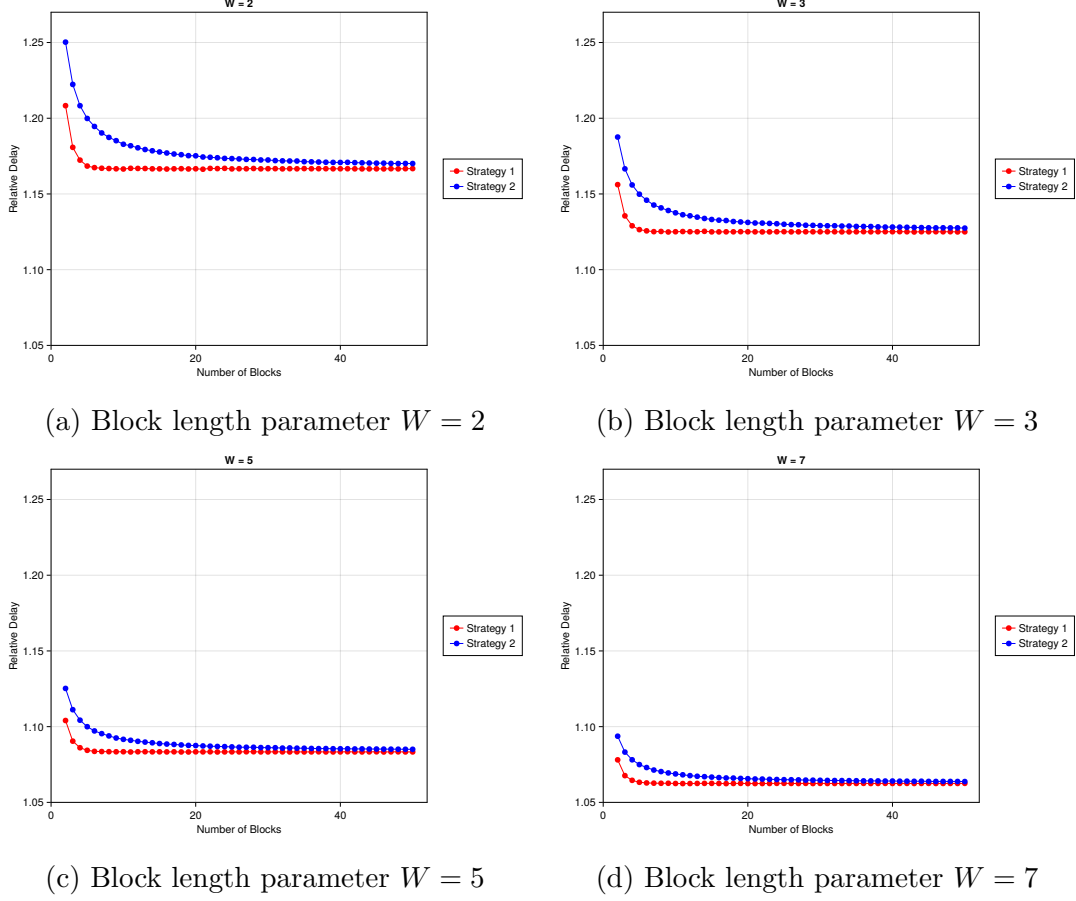 W = 2
1.25
1.20
1.15
1.10
1.05
Relative Delay
0
20
40
Number of Blocks
Strategy 1
Strategy 2
(a) Block length parameter W = 2
W = 3
1.25
1.20
1.15
1.10
1.05
Relative Delay
0
20
40
Number of Blocks
Strategy 1
Strategy 2
(b) Block length parameter W = 3
W = 5
1.25
1.20
1.15
1.10
1.05
Relative Delay
0
20
40
Number of Blocks
Strategy 1
Strategy 2
(c) Block length parameter W = 5
W = 7
1.25
1.20
1.15
1.10
1.05
Relative Delay
0
20
40
Number of Blocks
Strategy 1
Strategy 2
(d) Block length parameter W = 7